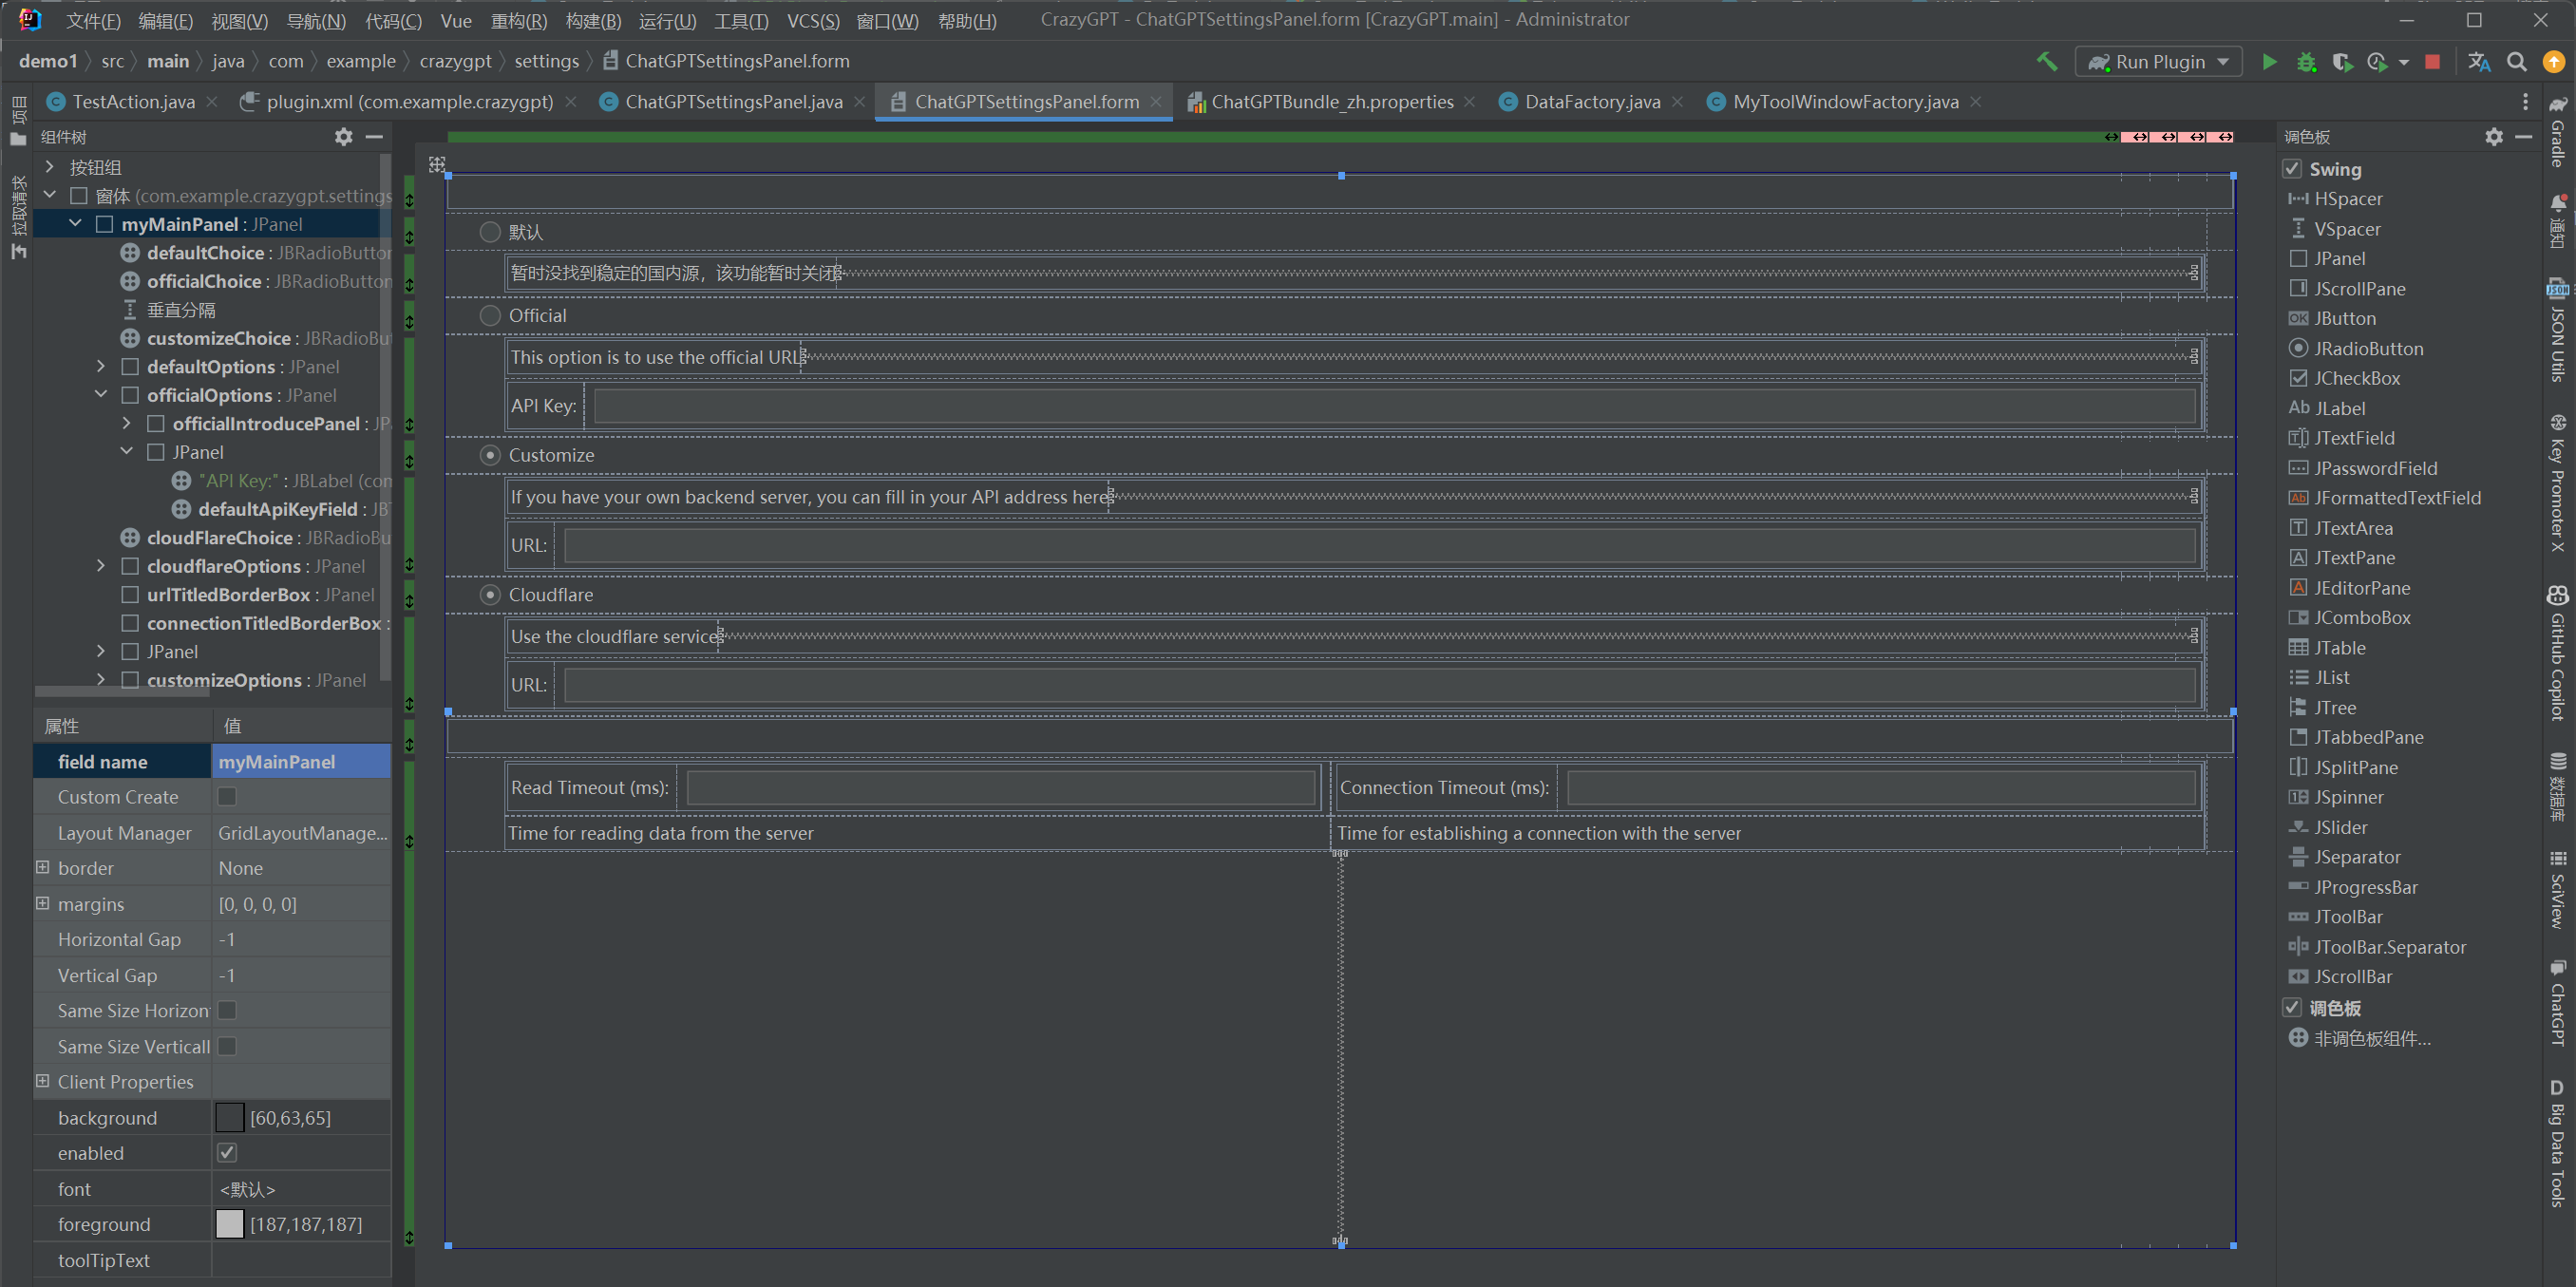 文件(F) 编辑(E) 视图(V) 导航(N) 代码(C) Vue 重构(R) 构建(B) 运行(U) 工具(T) VCS(S) 窗口(W) 帮助(H) CrazyGPT - ChatGPTSettingsPanel.form [CrazyGPT.main] - Administrator
demo1 src main java com example crazygpt settings ChatGPTSettingsPanel.form Run Plugin
TestAction.java plugin.xml (com.example.crazygpt) ChatGPTSettingsPanel.java ChatGPTSettingsPanel.form ChatGPTBundle_zh.properties DataFactory.java MyToolWindowFactory.java
项目
拉取请求
组件树
按钮组
窗体 (com.example.crazygpt.settings
myMainPanel : JPanel
defaultChoice : JBRadioButton
officialChoice : JBRadioButton
垂直分隔
customizeChoice : JBRadioBu
defaultOptions : JPanel
officialOptions : JPanel
officialIntroducePanel : JP
JPanel
"API Key:" : JBLabel (con
defaultApiKeyField : JBT
cloudFlareChoice : JBRadioBu
cloudflareOptions : JPanel
urlTitledBorderBox : JPanel
connectionTitledBorderBox :
JPanel
customizeOptions : JPanel
属性 值
field name myMainPanel
Custom Create
Layout Manager GridLayoutManage...
border None
margins [0, 0, 0, 0]
Horizontal Gap -1
Vertical Gap -1
Same Size Horizon
Same Size Verticall
Client Properties
background [60,63,65]
enabled
font <默认>
foreground [187,187,187]
toolTipText
默认
暂时没找到稳定的国内源，该功能暂时关闭
Official
This option is to use the official URL
API Key:
Customize
If you have your own backend server, you can fill in your API address here
URL:
Cloudflare
Use the cloudflare service
URL:
Read Timeout (ms): Connection Timeout (ms):
Time for reading data from the server Time for establishing a connection with the server
调色板
Swing
HSpacer
VSpacer
JPanel
JScrollPane
OK JButton
JRadioButton
JCheckBox
Ab JLabel
JTextField
JPasswordField
JFormattedTextField
JTextArea
JTextPane
JEditorPane
JComboBox
JTable
JList
JTree
JTabbedPane
JSplitPane
JSpinner
JSlider
JSeparator
JProgressBar
JToolBar
JToolBar.Separator
JScrollBar
调色板
非调色板组件...
Gradle
通知
JSON Utils
Key Promoter X
GitHub Copilot
数据库
SciView
ChatGPT
D Big Data Tools